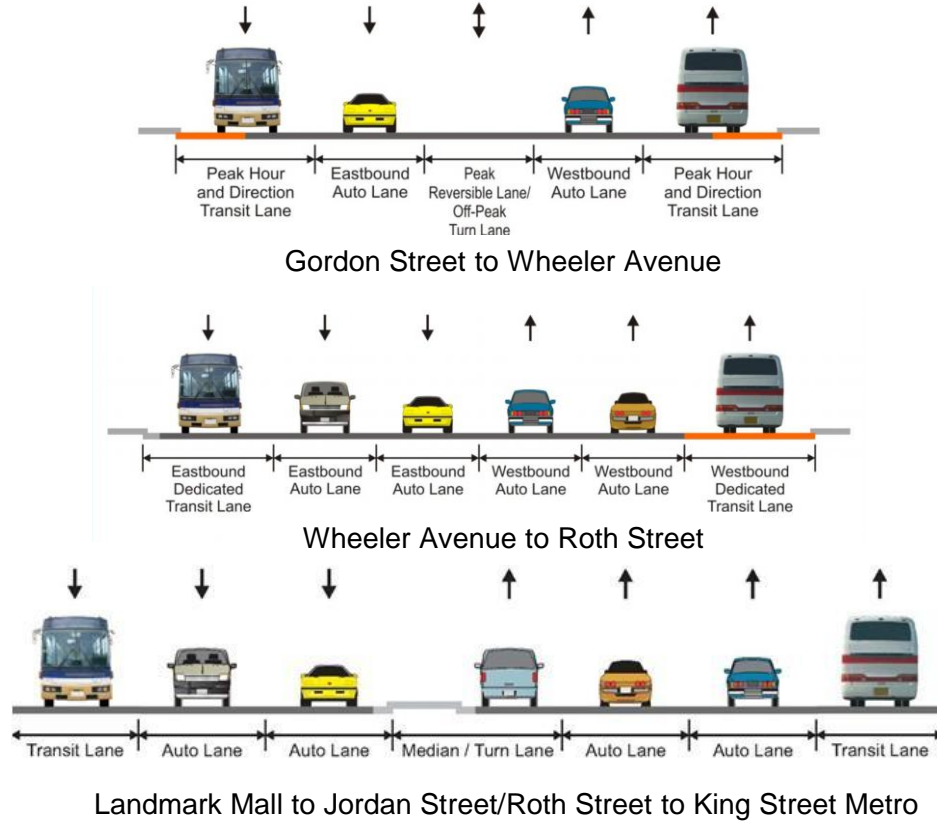 Peak Hour
and Direction
Transit Lane
Eastbound
Auto Lane
Peak
Reversible Lane/
Off-Peak
Turn Lane
Westbound
Auto Lane
Peak Hour
and Direction
Transit Lane
Gordon Street to Wheeler Avenue
Eastbound
Dedicated
Transit Lane
Eastbound
Auto Lane
Eastbound
Auto Lane
Westbound
Auto Lane
Westbound
Auto Lane
Westbound
Dedicated
Transit Lane
Wheeler Avenue to Roth Street
Transit Lane
Auto Lane
Auto Lane
Median / Turn Lane
Auto Lane
Auto Lane
Transit Lane
Landmark Mall to Jordan Street/Roth Street to King Street Metro